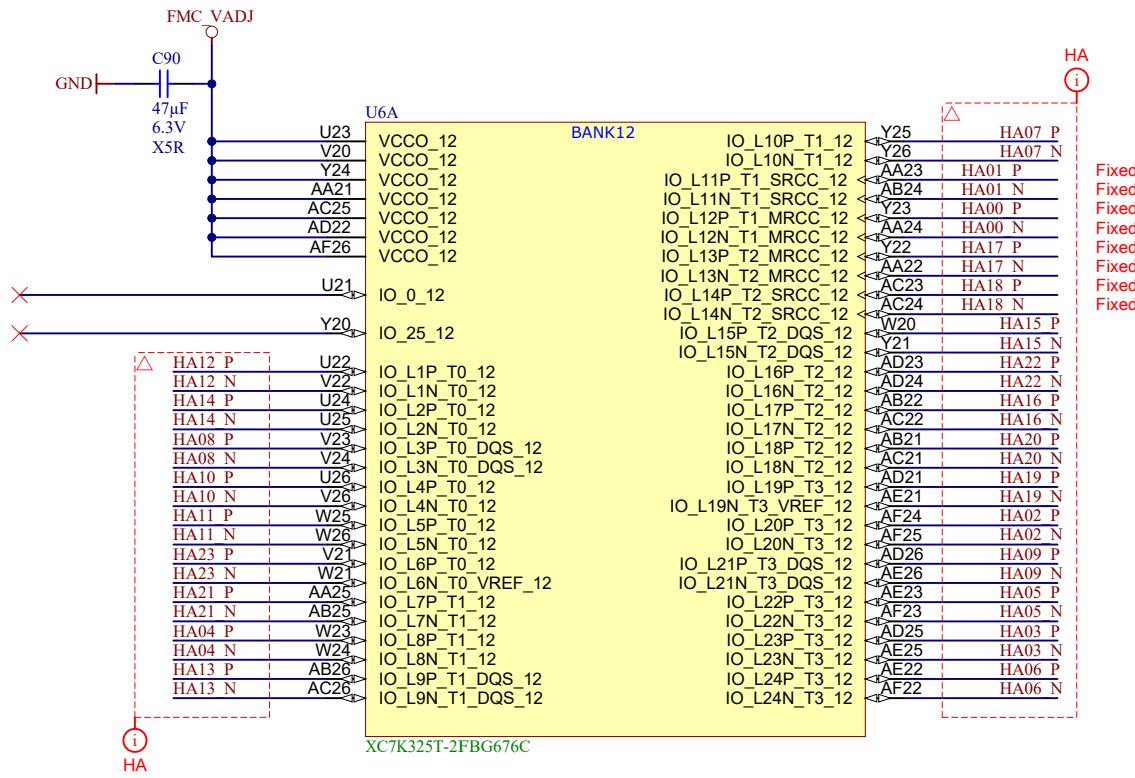 FMC_VADJ
C90
GND
47µF
6.3V
X5R
HA
U6A
BANK12
U23 VCCO_12
V20 VCCO_12
Y24 VCCO_12
AA21 VCCO_12
AC25 VCCO_12
AD22 VCCO_12
AF26 VCCO_12
U21 IO_0_12
Y20 IO_25_12
HA12_P U22 IO_L1P_T0_12
HA12_N V22 IO_L1N_T0_12
HA14_P U24 IO_L2P_T0_12
HA14_N U25 IO_L2N_T0_12
HA08_P V23 IO_L3P_T0_DQS_12
HA08_N V24 IO_L3N_T0_DQS_12
HA10_P U26 IO_L4P_T0_12
HA10_N V26 IO_L4N_T0_12
HA11_P W25 IO_L5P_T0_12
HA11_N W26 IO_L5N_T0_12
HA23_P V21 IO_L6P_T0_12
HA23_N W21 IO_L6N_T0_VREF_12
HA21_P AA25 IO_L7P_T1_12
HA21_N AB25 IO_L7N_T1_12
HA04_P W23 IO_L8P_T1_12
HA04_N W24 IO_L8N_T1_12
HA13_P AB26 IO_L9P_T1_DQS_12
HA13_N AC26 IO_L9N_T1_DQS_12
IO_L10P_T1_12 Y25 HA07_P
IO_L10N_T1_12 Y26 HA07_N
IO_L11P_T1_SRCC_12 AA23 HA01_P Fixed
IO_L11N_T1_SRCC_12 AB24 HA01_N Fixed
IO_L12P_T1_MRCC_12 Y23 HA00_P Fixed
IO_L12N_T1_MRCC_12 AA24 HA00_N Fixed
IO_L13P_T2_MRCC_12 Y22 HA17_P Fixed
IO_L13N_T2_MRCC_12 AA22 HA17_N Fixed
IO_L14P_T2_SRCC_12 AC23 HA18_P Fixed
IO_L14N_T2_SRCC_12 AC24 HA18_N Fixed
IO_L15P_T2_DQS_12 W20 HA15_P
IO_L15N_T2_DQS_12 Y21 HA15_N
IO_L16P_T2_12 AD23 HA22_P
IO_L16N_T2_12 AD24 HA22_N
IO_L17P_T2_12 AB22 HA16_P
IO_L17N_T2_12 AC22 HA16_N
IO_L18P_T2_12 AB21 HA20_P
IO_L18N_T2_12 AC21 HA20_N
IO_L19P_T3_12 AD21 HA19_P
IO_L19N_T3_VREF_12 AE21 HA19_N
IO_L20P_T3_12 AF24 HA02_P
IO_L20N_T3_12 AF25 HA02_N
IO_L21P_T3_DQS_12 AD26 HA09_P
IO_L21N_T3_DQS_12 AE26 HA09_N
IO_L22P_T3_12 AE23 HA05_P
IO_L22N_T3_12 AF23 HA05_N
IO_L23P_T3_12 AD25 HA03_P
IO_L23N_T3_12 AE25 HA03_N
IO_L24P_T3_12 AE22 HA06_P
IO_L24N_T3_12 AF22 HA06_N
XC7K325T-2FBG676C
HA